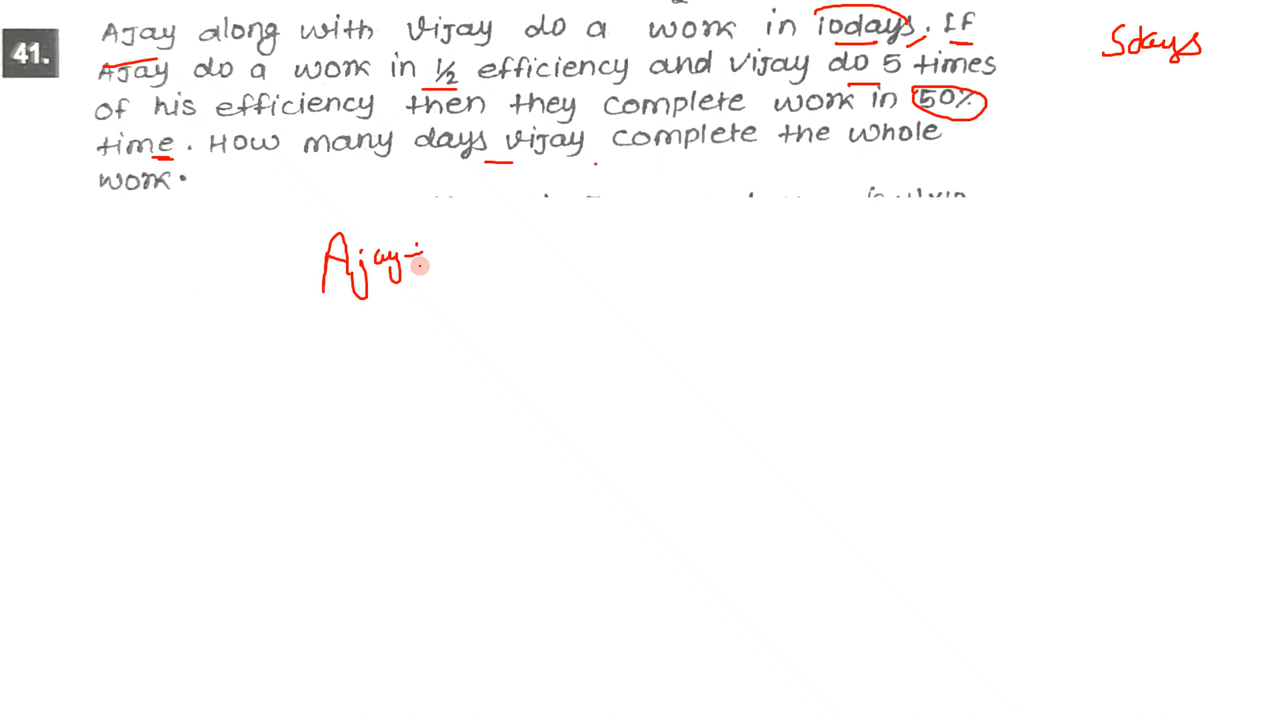 41. Ajay along with vijay do a work in 10days. If
Ajay do a work in 1/2 efficiency and vijay do 5 times
of his efficiency then they complete work in 50%
time. How many days vijay complete the whole
work.
5days
Ajay÷